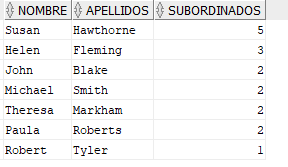 NOMBRE APELLIDOS SUBORDINADOS
Susan Hawthorne 5
Helen Fleming 3
John Blake 2
Michael Smith 2
Theresa Markham 2
Paula Roberts 2
Robert Tyler 1